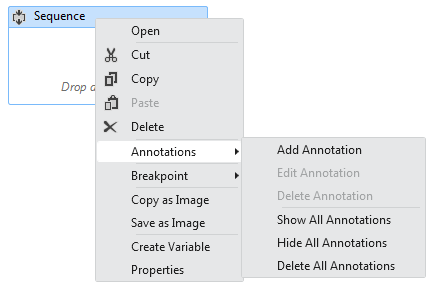 Sequence
Drop a
Open
Cut
Copy
Paste
Delete
Annotations
Breakpoint
Copy as Image
Save as Image
Create Variable
Properties
Add Annotation
Edit Annotation
Delete Annotation
Show All Annotations
Hide All Annotations
Delete All Annotations